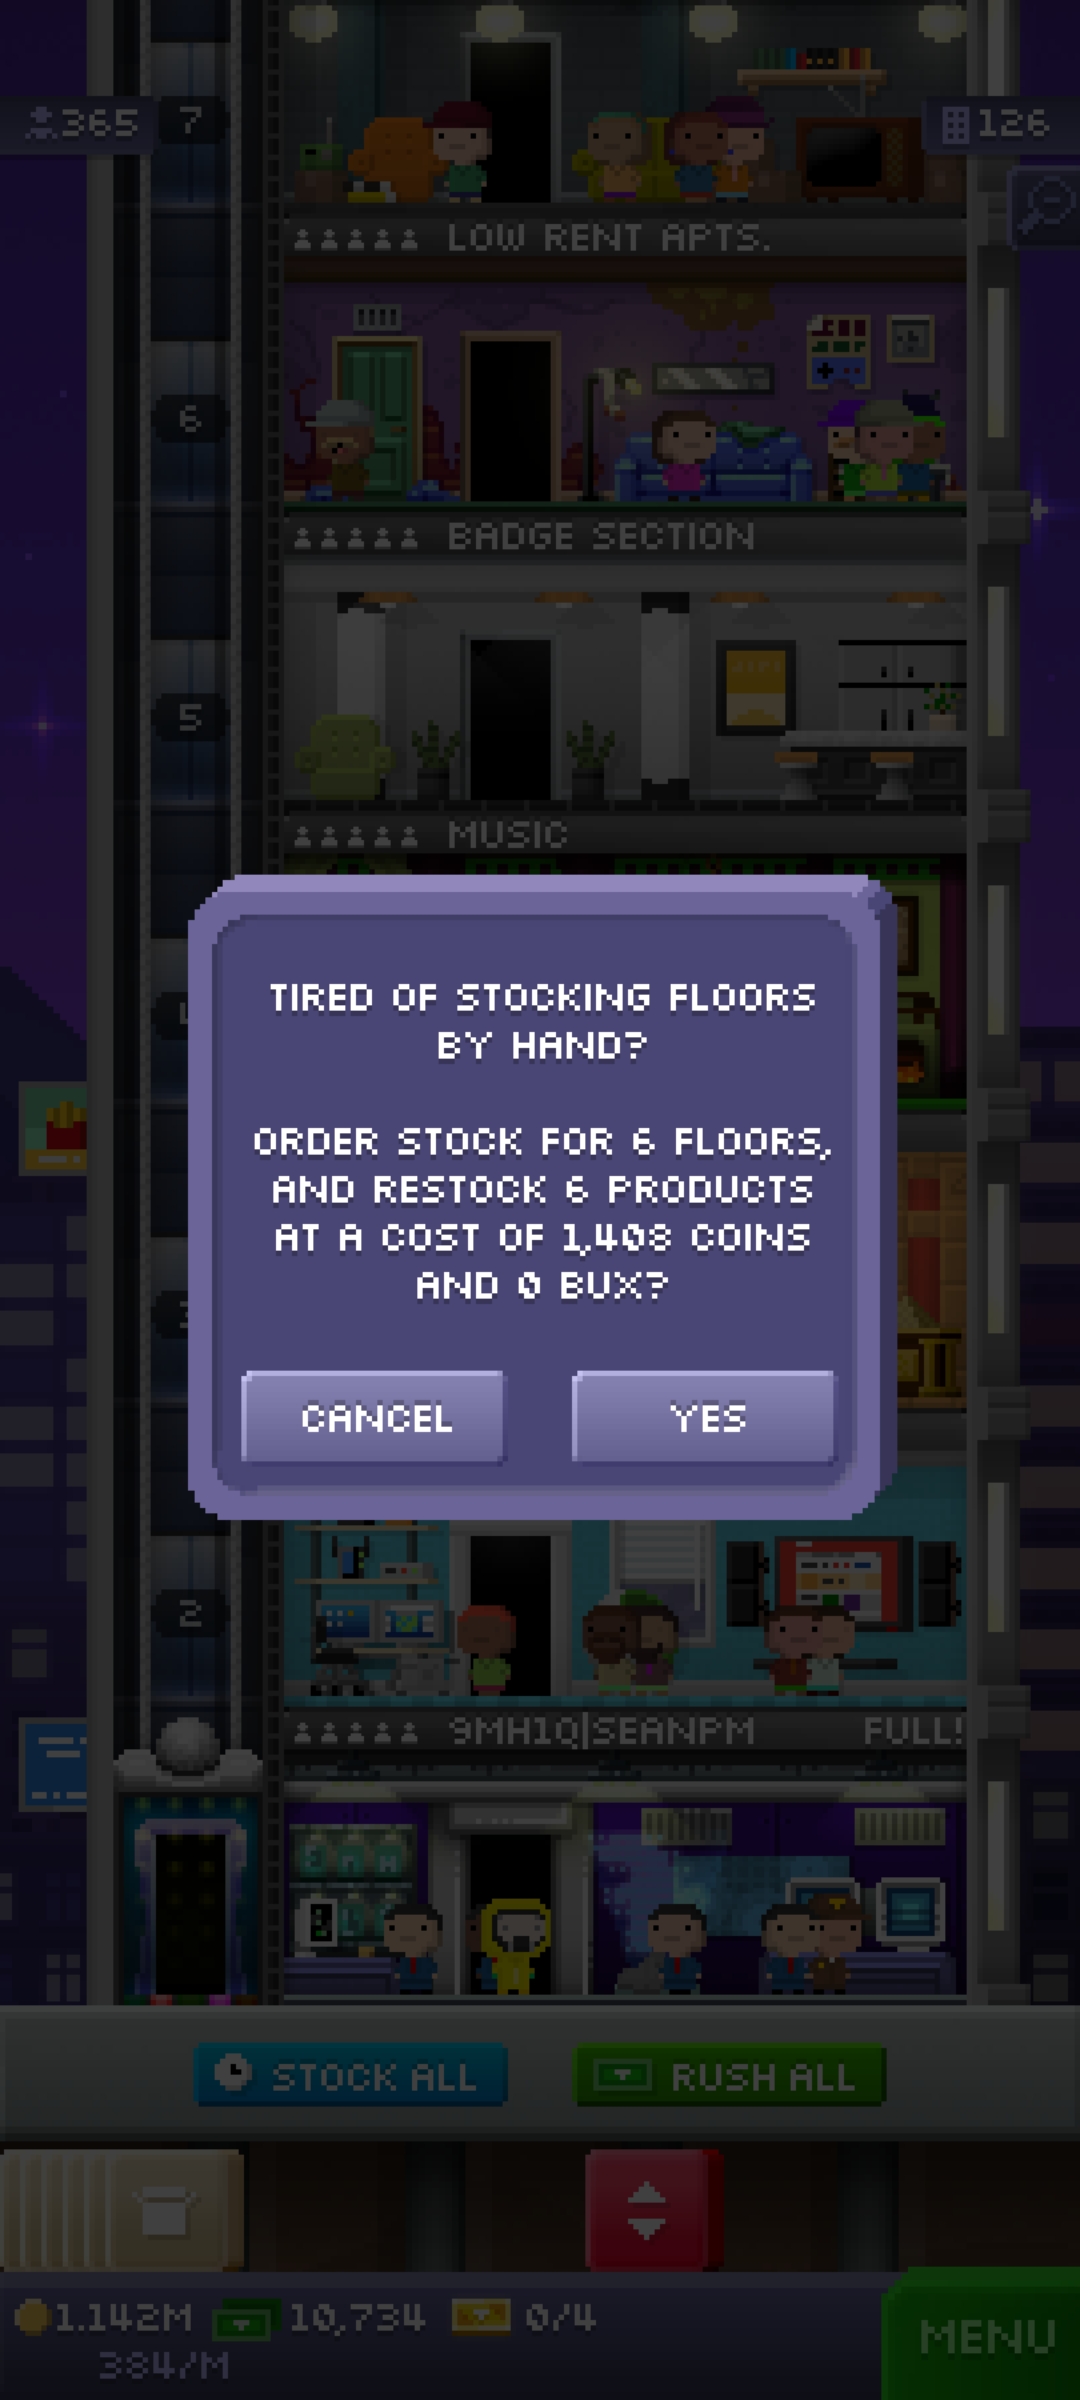 365
7
126
LOW RENT APTS.
6
BADGE SECTION
5
MUSIC
TIRED OF STOCKING FLOORS
BY HAND?
ORDER STOCK FOR 6 FLOORS,
AND RESTOCK 6 PRODUCTS
AT A COST OF 1,408 COINS
AND 0 BUX?
CANCEL
YES
2
9MH1Q|SEANPM
FULL!
STOCK ALL
RUSH ALL
1.142M
10,734
0/4
384/M
MENU